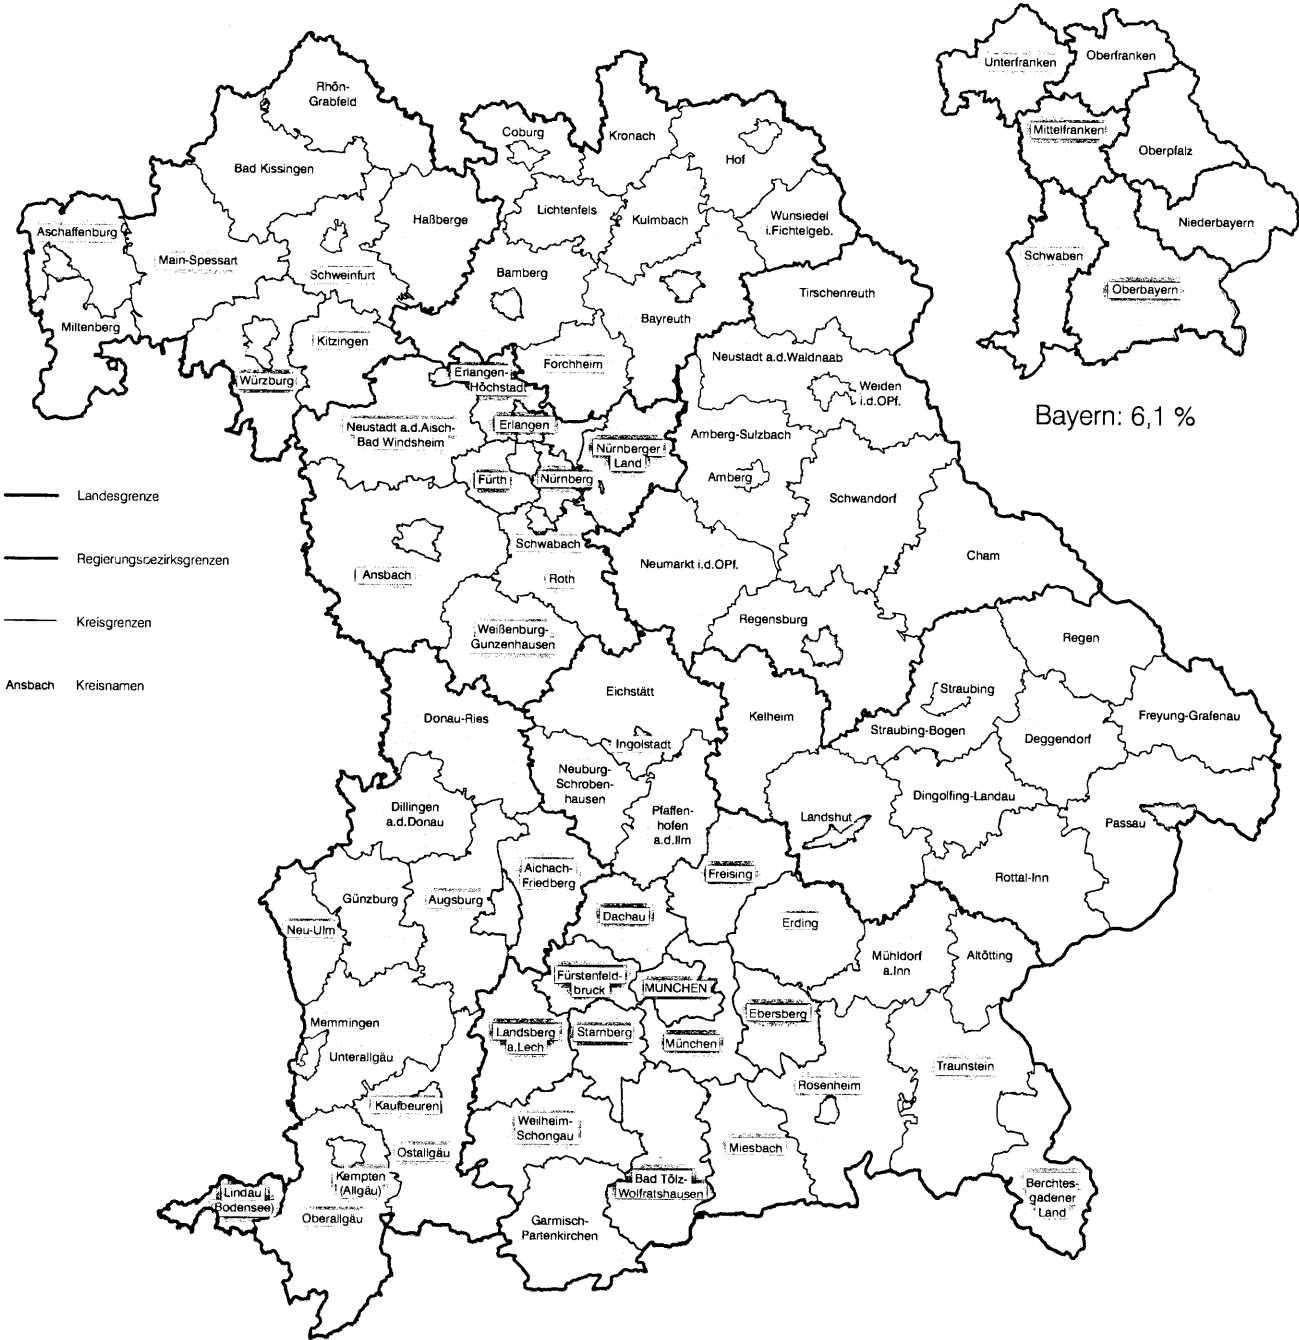 Unterfranken
Oberfranken
Mittelfranken
Oberpfalz
Niederbayern
Schwaben
Oberbayern
Bayern: 6,1 %
Rhön-
Grabfeld
Coburg
Kronach
Hof
Bad Kissingen
Haßberge
Lichtenfels
Kulmbach
Wunsiedel
i.Fichtelgeb.
Aschaffenburg
Main-Spessart
Schweinfurt
Bamberg
Tirschenreuth
Miltenberg
Kitzingen
Bayreuth
Würzburg
Erlangen-
Höchstadt
Forchheim
Neustadt a.d.Waldnaab
Weiden
i.d.OPf.
Neustadt a.d.Aisch-
Bad Windsheim
Erlangen
Nürnberger
Land
Amberg-Sulzbach
Fürth
Nürnberg
Amberg
Schwandorf
Landesgrenze
Regierungsbezirksgrenzen
Kreisgrenzen
Ansbach Kreisnamen
Ansbach
Schwabach
Roth
Neumarkt i.d.OPf.
Cham
Weißenburg-
Gunzenhausen
Regensburg
Regen
Eichstätt
Donau-Ries
Kelheim
Straubing
Straubing-Bogen
Deggendorf
Freyung-Grafenau
Ingolstadt
Neuburg-
Schroben-
hausen
Dillingen
a.d.Donau
Pfaffen-
hofen
a.d.Ilm
Landshut
Dingolfing-Landau
Passau
Aichach-
Friedberg
Freising
Rottal-Inn
Günzburg
Augsburg
Dachau
Erding
Neu-Ulm
Mühldorf
a.Inn
Altötting
Fürstenfeld-
bruck
MÜNCHEN
Ebersberg
Memmingen
Unterallgäu
Landsberg
a.Lech
Starnberg
München
Traunstein
Kaufbeuren
Rosenheim
Weilheim-
Schongau
Ostallgäu
Miesbach
Kempten
(Allgäu)
Lindau
(Bodensee)
Oberallgäu
Bad Tölz-
Wolfratshausen
Garmisch-
Partenkirchen
Berchtes-
gadener
Land